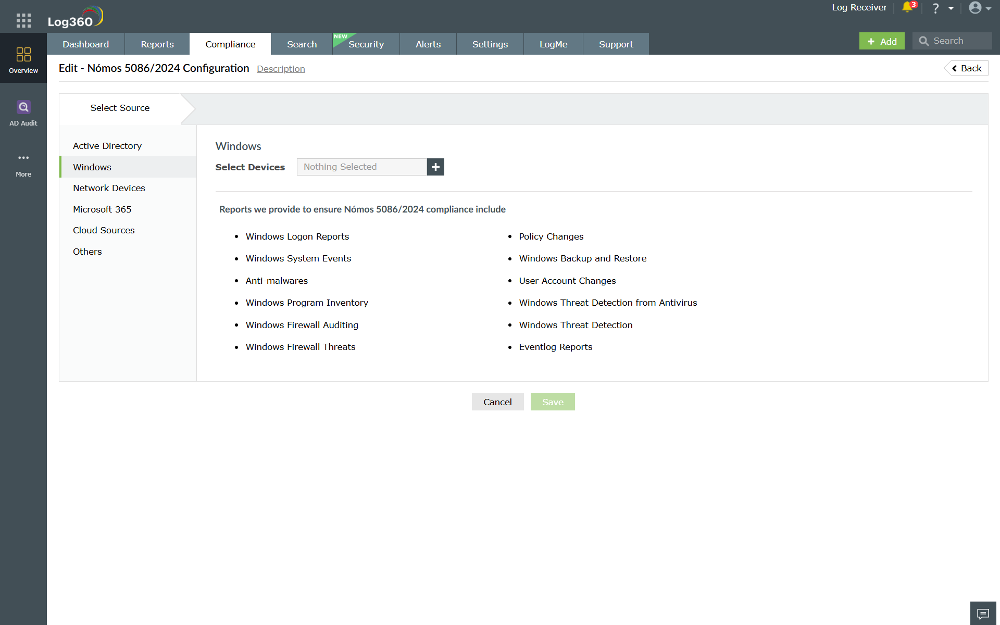 Log360
Log Receiver
3
?
Dashboard
Reports
Compliance
Search
NEW
Security
Alerts
Settings
LogMe
Support
+ Add
Search
Overview
AD Audit
More
Edit - Nómos 5086/2024 Configuration
Description
Back
Select Source
Active Directory
Windows
Network Devices
Microsoft 365
Cloud Sources
Others
Windows
Select Devices
Nothing Selected
+
Reports we provide to ensure Nómos 5086/2024 compliance include
• Windows Logon Reports
• Policy Changes
• Windows System Events
• Windows Backup and Restore
• Anti-malwares
• User Account Changes
• Windows Program Inventory
• Windows Threat Detection from Antivirus
• Windows Firewall Auditing
• Windows Threat Detection
• Windows Firewall Threats
• Eventlog Reports
Cancel
Save